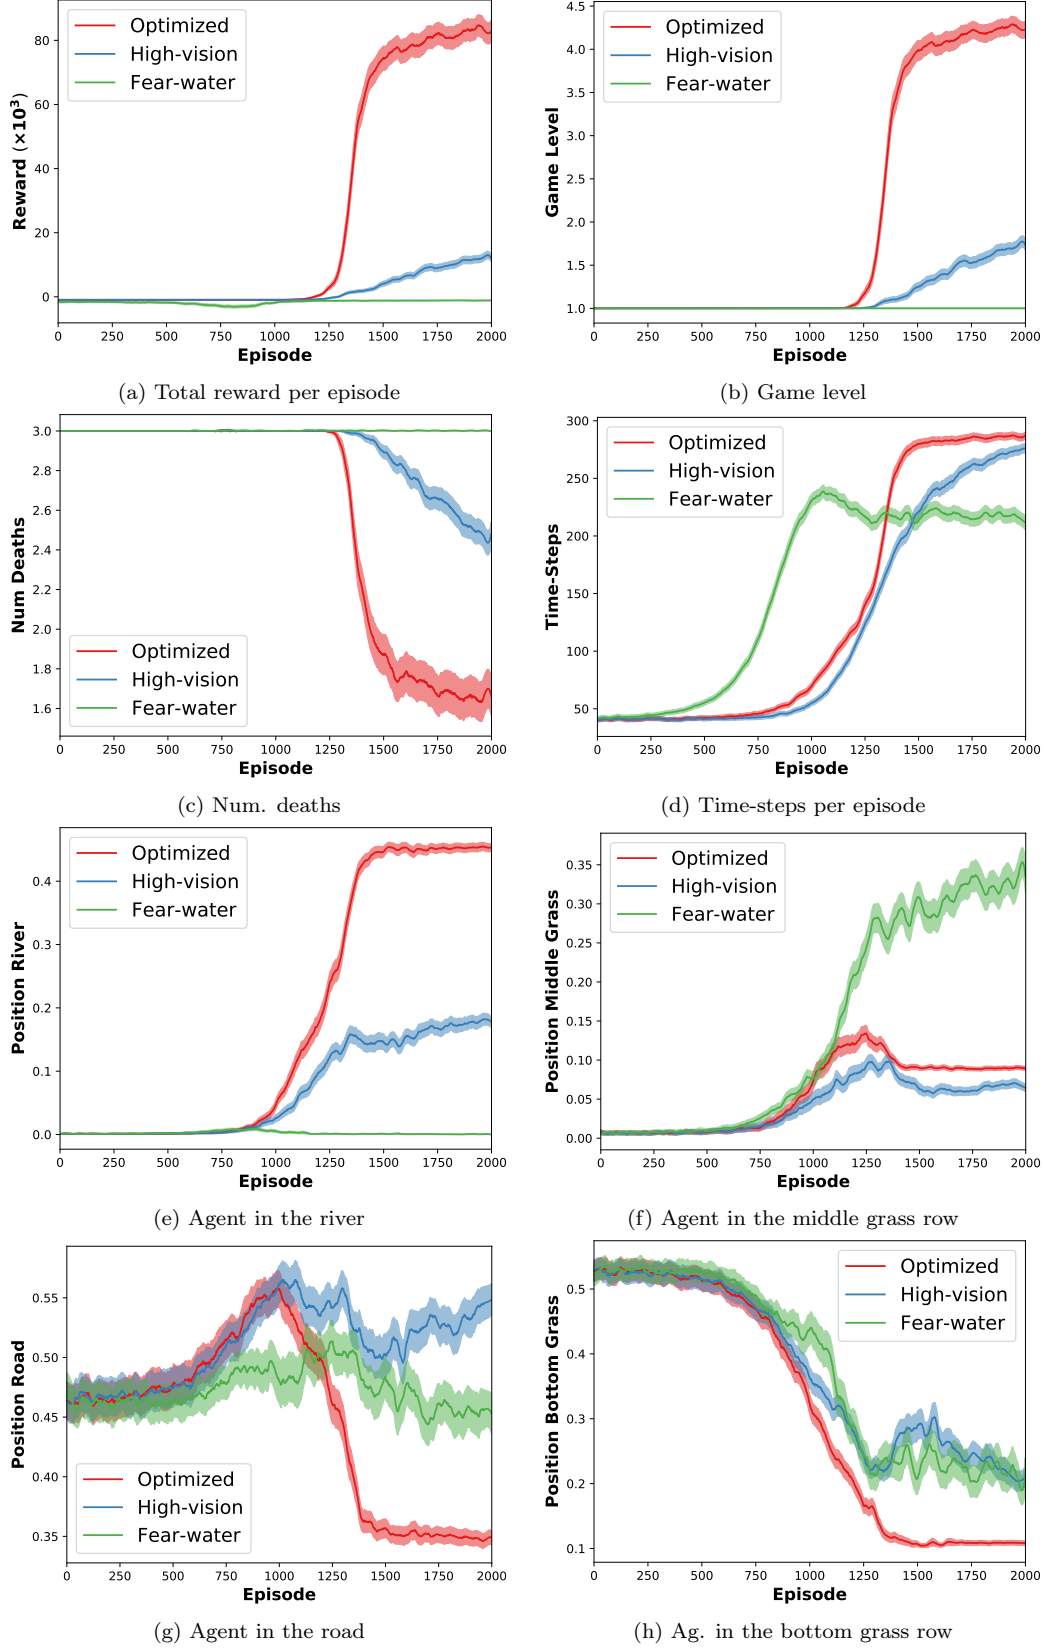 Optimized
High-vision
Fear-water
80
60
40
20
0
0 250 500 750 1000 1250 1500 1750 2000
Reward (×10³)
Episode
(a) Total reward per episode
Optimized
High-vision
Fear-water
4.5
4.0
3.5
3.0
2.5
2.0
1.5
1.0
0 250 500 750 1000 1250 1500 1750 2000
Game Level
Episode
(b) Game level
3.0
2.8
2.6
2.4
2.2
2.0
1.8
1.6
Optimized
High-vision
Fear-water
0 250 500 750 1000 1250 1500 1750 2000
Num Deaths
Episode
(c) Num. deaths
Optimized
High-vision
Fear-water
300
250
200
150
100
50
0 250 500 750 1000 1250 1500 1750 2000
Time-Steps
Episode
(d) Time-steps per episode
Optimized
High-vision
Fear-water
0.4
0.3
0.2
0.1
0.0
0 250 500 750 1000 1250 1500 1750 2000
Position River
Episode
(e) Agent in the river
Optimized
High-vision
Fear-water
0.35
0.30
0.25
0.20
0.15
0.10
0.05
0.00
0 250 500 750 1000 1250 1500 1750 2000
Position Middle Grass
Episode
(f) Agent in the middle grass row
0.55
0.50
0.45
0.40
0.35
Optimized
High-vision
Fear-water
0 250 500 750 1000 1250 1500 1750 2000
Position Road
Episode
(g) Agent in the road
Optimized
High-vision
Fear-water
0.5
0.4
0.3
0.2
0.1
0 250 500 750 1000 1250 1500 1750 2000
Position Bottom Grass
Episode
(h) Ag. in the bottom grass row